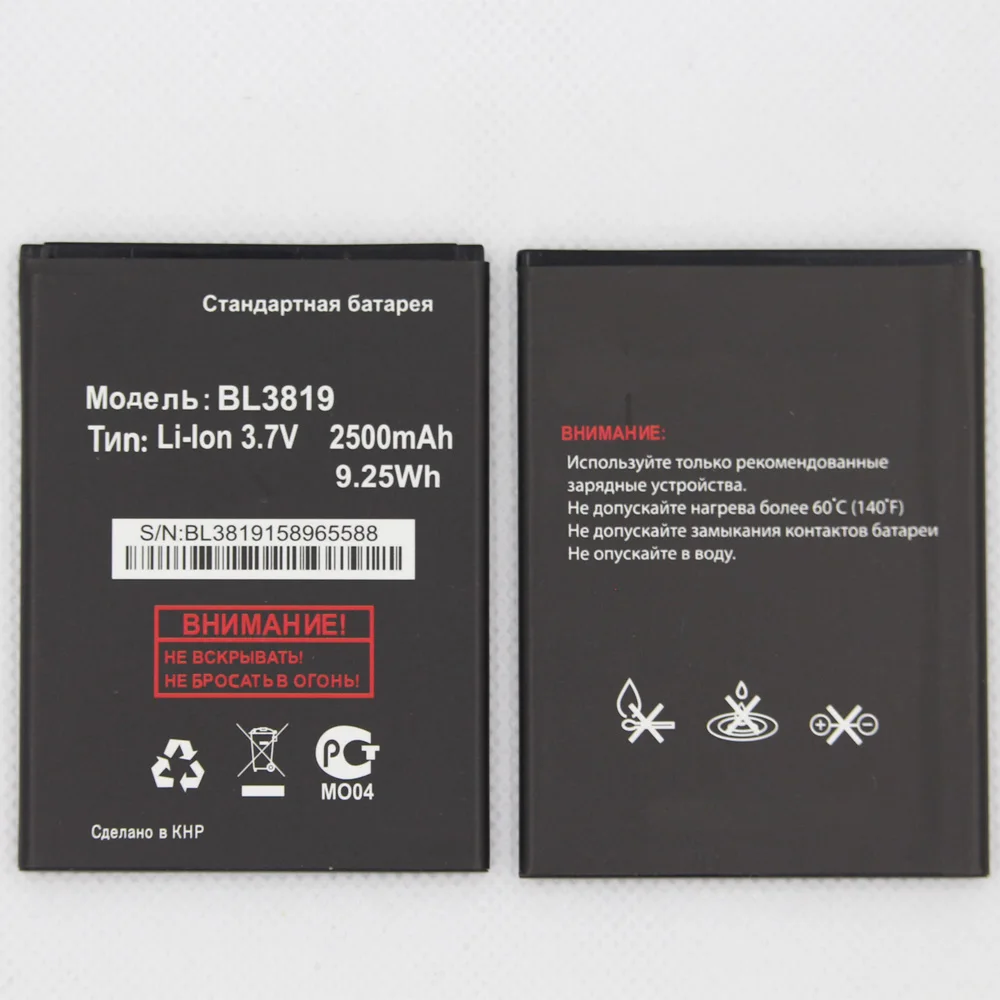 Стандартная батарея
Модель: BL3819
Тип: Li-Ion 3.7V 2500mAh
9.25Wh
S/N:BL3819158965588
ВНИМАНИЕ!
НЕ ВСКРЫВАТЬ!
НЕ БРОСАТЬ В ОГОНЬ!
РСТ
МО04
Сделано в КНР
ВНИМАНИЕ:
Используйте только рекомендованные
зарядные устройства.
Не допускайте нагрева более 60°C (140°F)
Не допускайте замыкания контактов батареи
Не опускайте в воду.